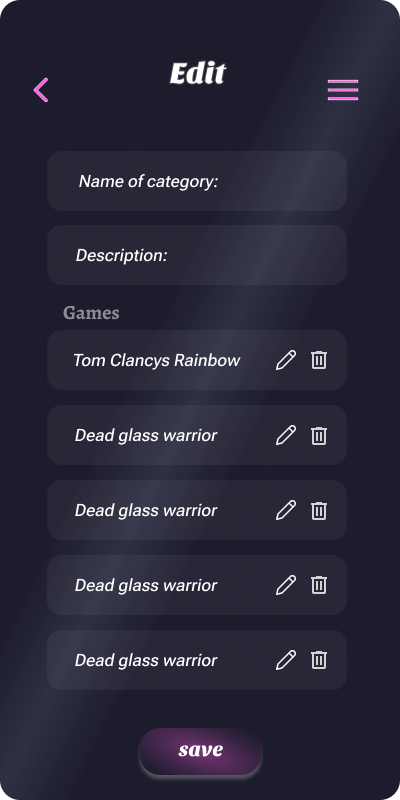 Edit
Name of category:
Description:
Games
Tom Clancys Rainbow
Dead glass warrior
Dead glass warrior
Dead glass warrior
Dead glass warrior
save